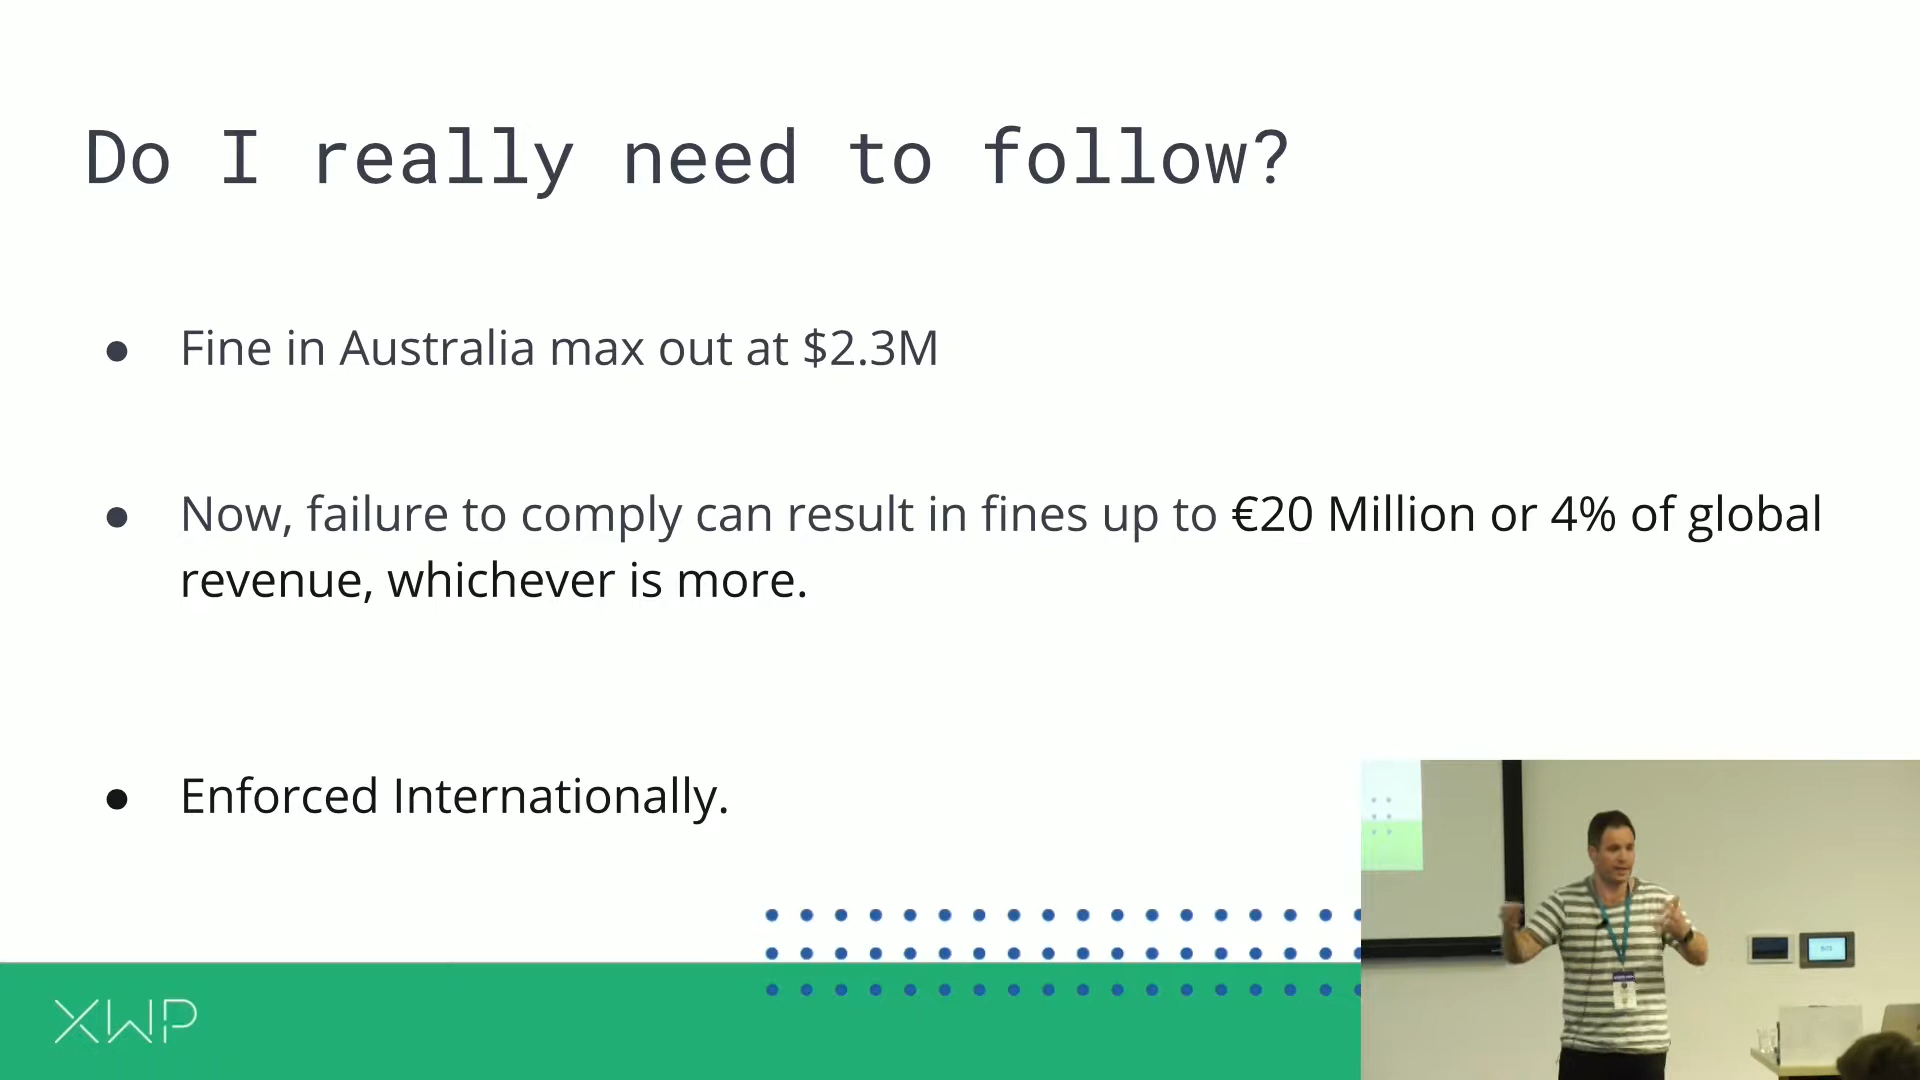 Do I really need to follow?
● Fine in Australia max out at $2.3M
● Now, failure to comply can result in fines up to €20 Million or 4% of global
revenue, whichever is more.
● Enforced Internationally.
XWP